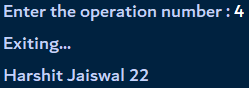 Enter the operation number : 4
Exiting...
Harshit Jaiswal 22